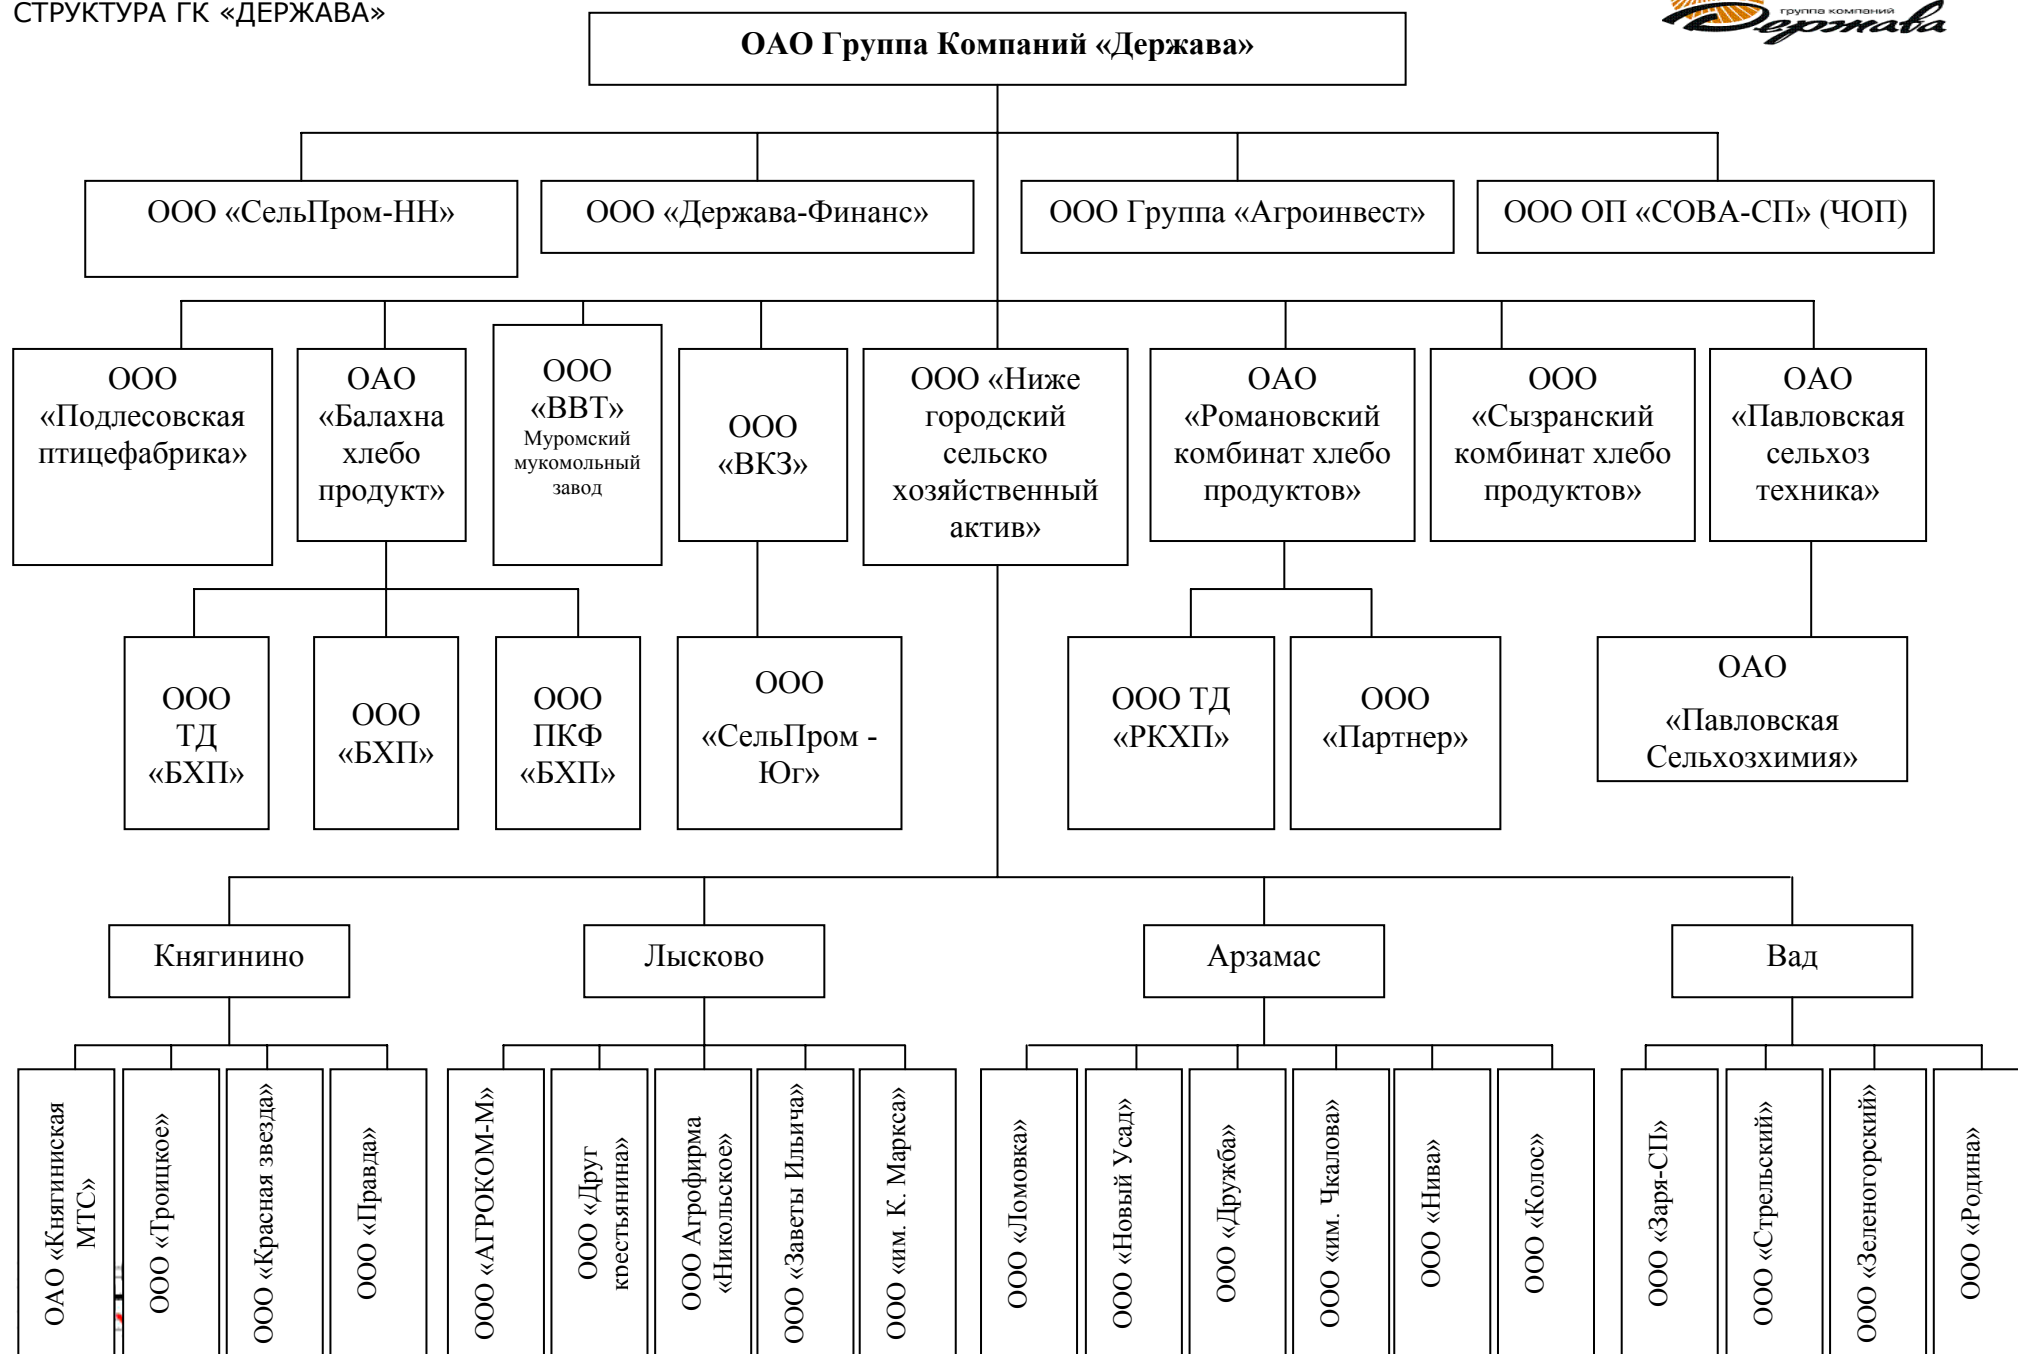 СТРУКТУРА ГК «ДЕРЖАВА»
группа компаний
Держава
ОАО Группа Компаний «Держава»
ООО «СельПром-НН»
ООО «Держава-Финанс»
ООО Группа «Агроинвест»
ООО ОП «СОВА-СП» (ЧОП)
ООО
«Подлесовская
птицефабрика»
ОАО
«Балахна
хлебо
продукт»
ООО
«ВВТ»
Муромский
мукомольный
завод
ООО
«ВКЗ»
ООО «Ниже
городский
сельско
хозяйственный
актив»
ОАО
«Романовский
комбинат хлебо
продуктов»
ООО
«Сызранский
комбинат хлебо
продуктов»
ОАО
«Павловская
сельхоз
техника»
ООО
ТД
«БХП»
ООО
«БХП»
ООО
ПКФ
«БХП»
ООО
«СельПром -
Юг»
ООО ТД
«РКХП»
ООО
«Партнер»
ОАО
«Павловская
Сельхозхимия»
Княгинино
Лысково
Арзамас
Вад
ОАО «Княгиниская
МТС»
ООО «Троицкое»
ООО «Красная звезда»
ООО «Правда»
ООО «АГРОКОМ-М»
ООО «Друг
крестьянина»
ООО Агрофирма
«Никольское»
ООО «Заветы Ильича»
ООО «им. К. Маркса»
ООО «Ломовка»
ООО «Новый Усад»
ООО «Дружба»
ООО «им. Чкалова»
ООО «Нива»
ООО «Колос»
ООО «Заря-СП»
ООО «Стрельский»
ООО «Зеленогорский»
ООО «Родина»